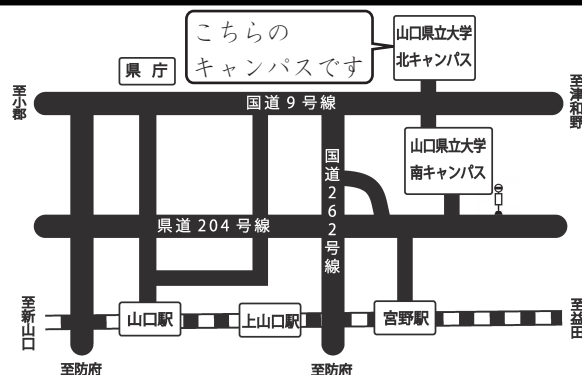 こちらの
キャンパスです
山口県立大学
北キャンパス
県庁
至小郡
国道9号線
至津和野
山口県立大学
南キャンパス
国道262号線
県道204号線
至新山口
山口駅
上山口駅
宮野駅
至益田
至防府
至防府